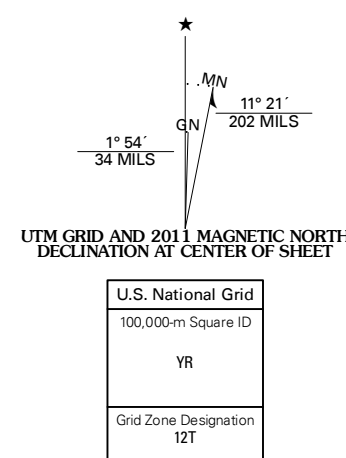 ★
MN
GN
11° 21´
202 MILS
1° 54´
34 MILS
UTM GRID AND 2011 MAGNETIC NORTH
DECLINATION AT CENTER OF SHEET
U.S. National Grid
100,000-m Square ID
YR
Grid Zone Designation
12T